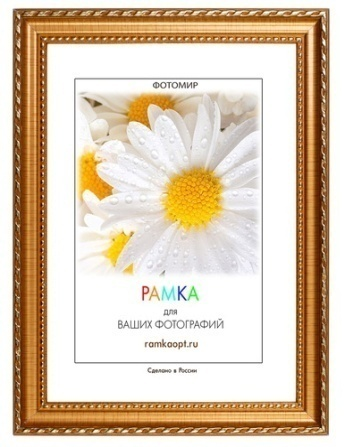 ФОТОМИР
РАМКА
для
ВАШИХ ФОТОГРАФИЙ
ramkaopt.ru
Сделано в России